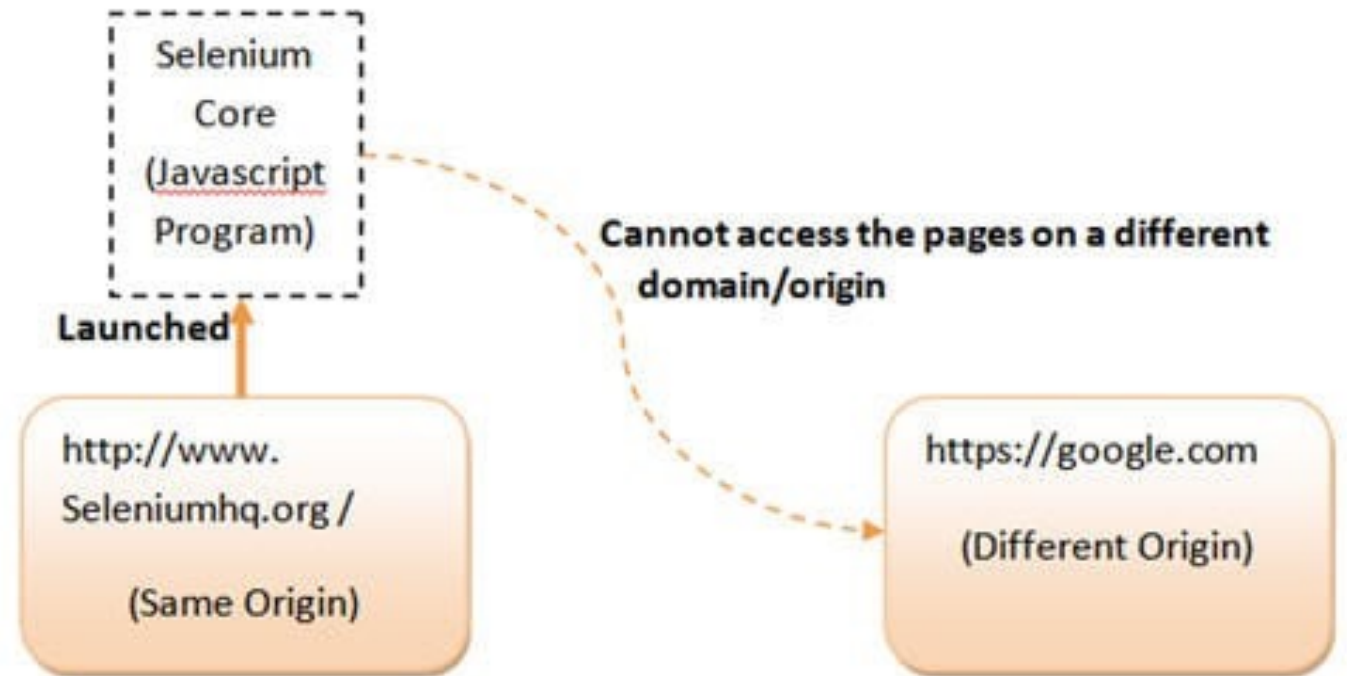 Selenium
Core
(Javascript
Program)
Cannot access the pages on a different
domain/origin
Launched
http://www.
Seleniumhq.org /
(Same Origin)
https://google.com
(Different Origin)